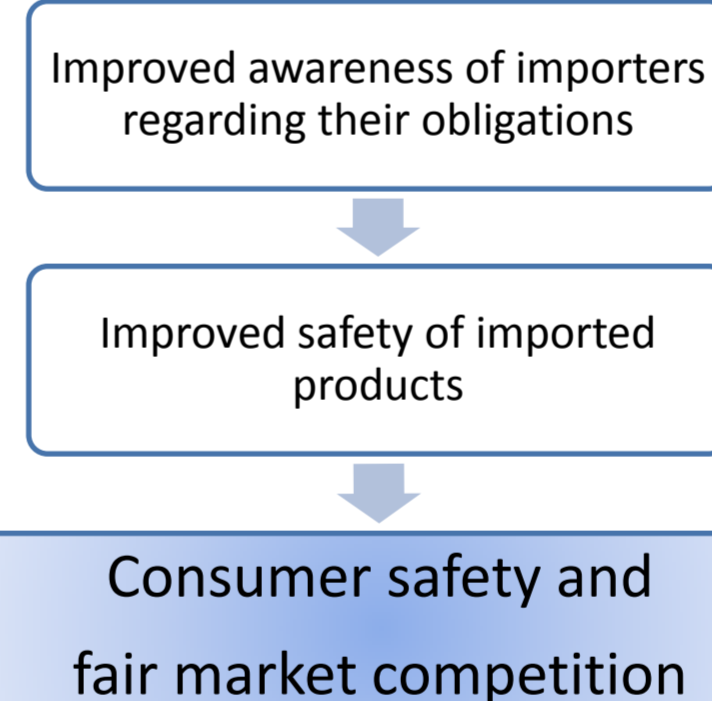 Improved awareness of importers
regarding their obligations
Improved safety of imported
products
Consumer safety and
fair market competition